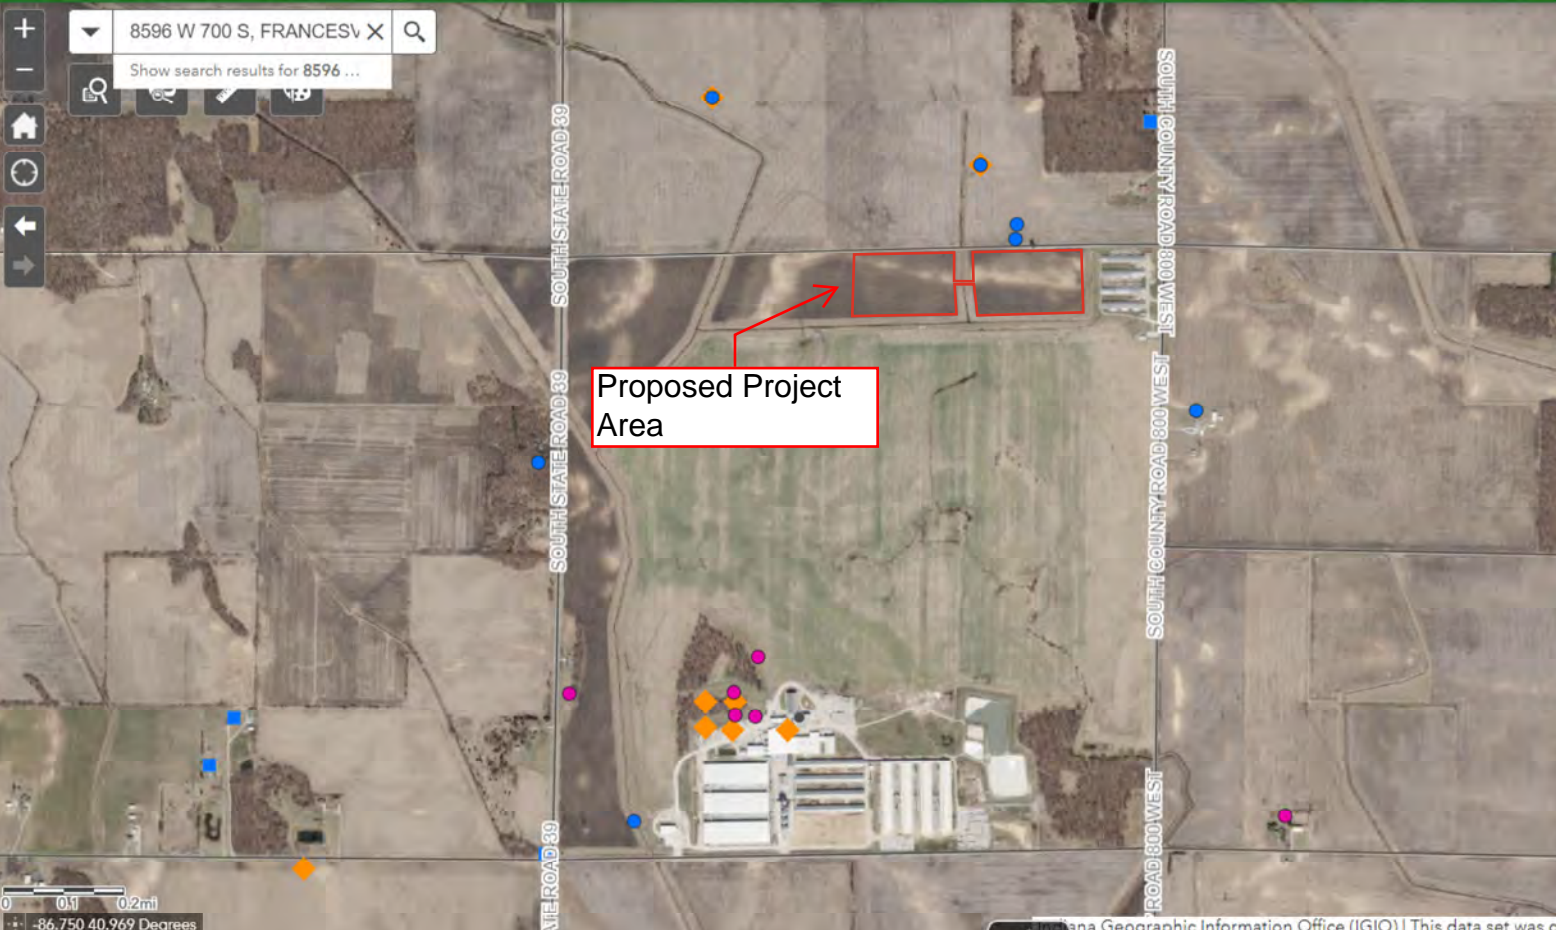 8596 W 700 S, FRANCESV
Show search results for 8596 ...
SOUTH STATE ROAD 39
SOUTH COUNTY ROAD 800 WEST
Proposed Project
Area
SOUTH STATE ROAD 39
SOUTH COUNTY ROAD 800 WEST
ROAD 800 WEST
ATE ROAD 39
0 0.1 0.2mi
-86.750 40.969 Degrees
Indiana Geographic Information Office (IGIO) | This data set was c